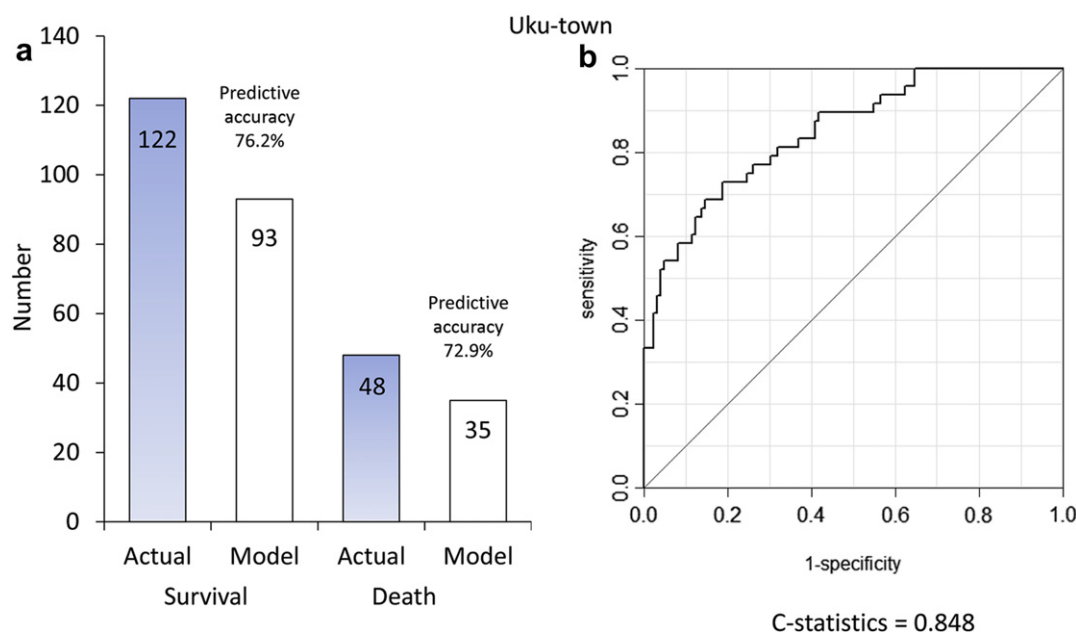 Uku-town
a
140
120
100
80
60
40
20
0
Number
122
Predictive
accuracy
76.2%
93
48
Predictive
accuracy
72.9%
35
Actual Model Actual Model
Survival Death
b
1.0
0.8
0.6
0.4
0.2
0.0
sensitivity
0.0 0.2 0.4 0.6 0.8 1.0
1-specificity
C-statistics = 0.848